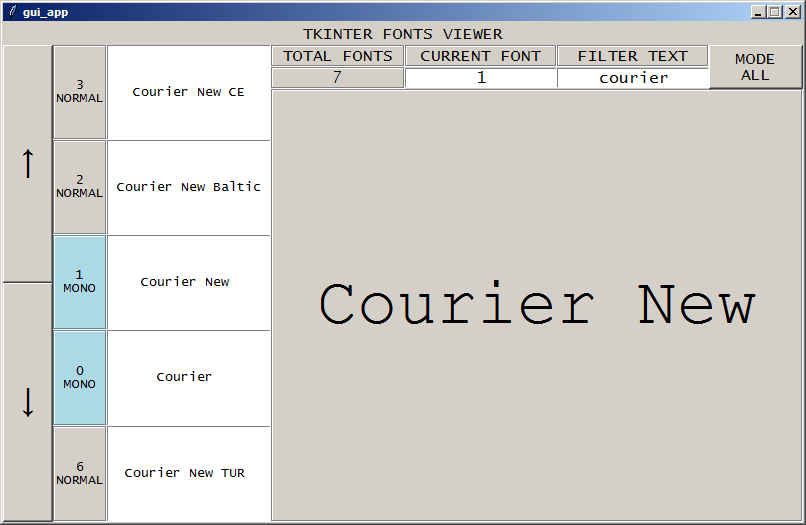 gui_app
TKINTER FONTS VIEWER
↑
↓
3
NORMAL
Courier New CE
2
NORMAL
Courier New Baltic
1
MONO
Courier New
0
MONO
Courier
6
NORMAL
Courier New TUR
TOTAL FONTS
7
CURRENT FONT
1
FILTER TEXT
courier
MODE
ALL
Courier New